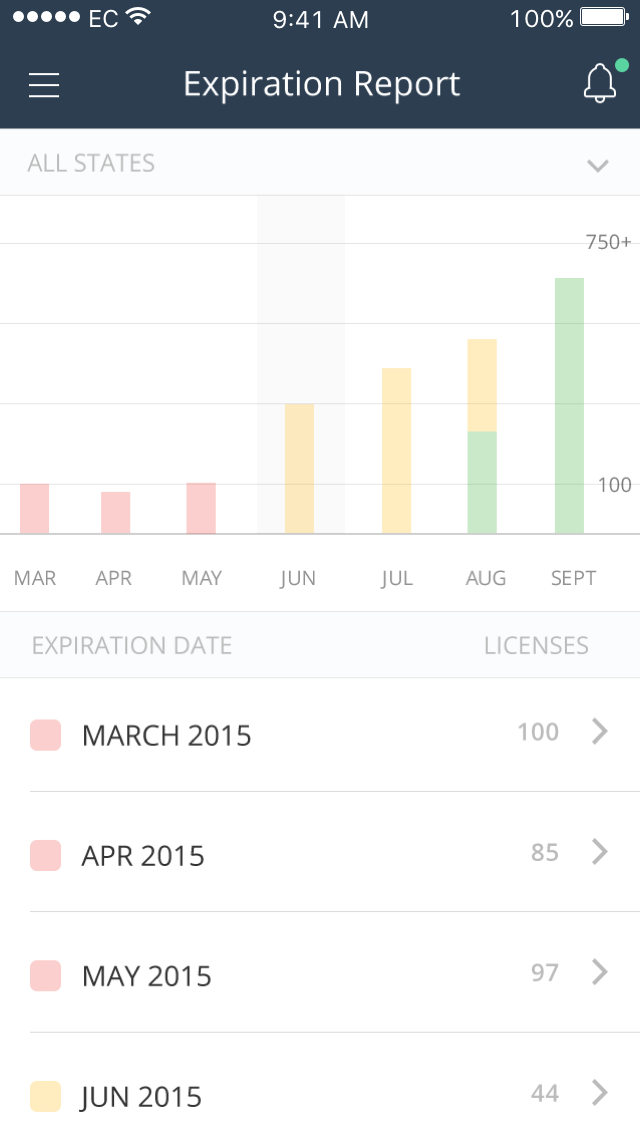 EC 9:41 AM 100%
Expiration Report
ALL STATES
750+
100
MAR APR MAY JUN JUL AUG SEPT
EXPIRATION DATE LICENSES
MARCH 2015 100
APR 2015 85
MAY 2015 97
JUN 2015 44